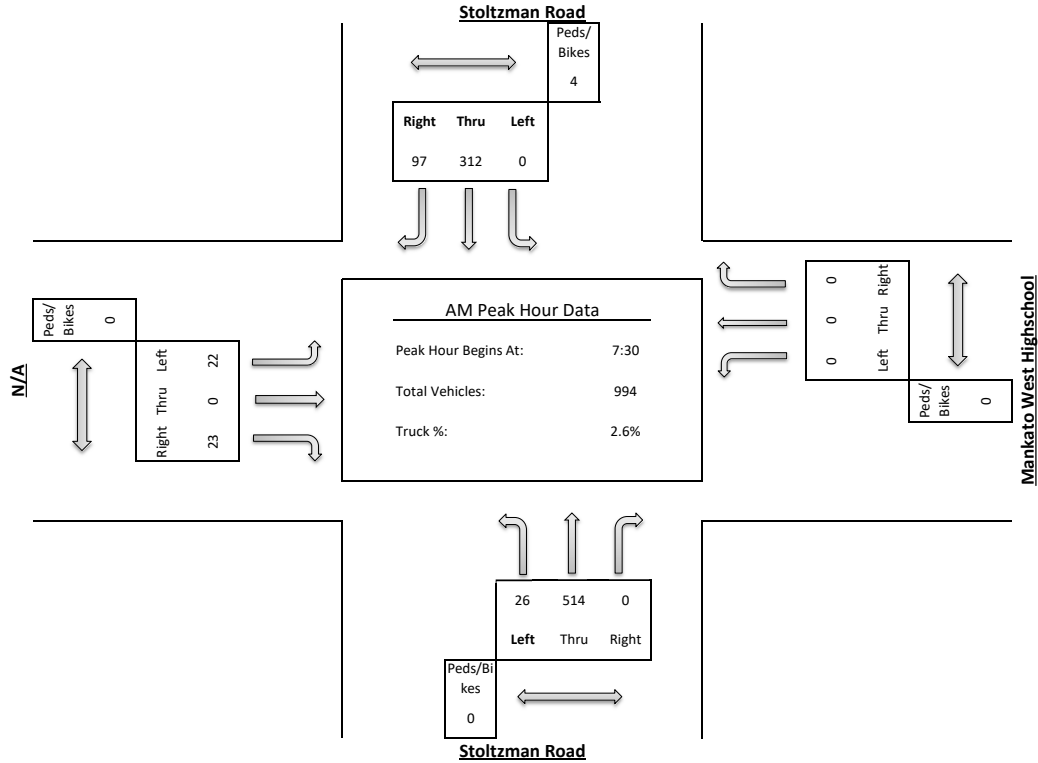 Stoltzman Road
Peds/
Bikes
4
Right Thru Left
97 312 0
N/A
Peds/
Bikes
0
Left 22
Thru 0
Right 23
AM Peak Hour Data
Peak Hour Begins At: 7:30
Total Vehicles: 994
Truck %: 2.6%
0 Right
0 Thru
0 Left
Peds/
Bikes
0
Mankato West Highschool
26 514 0
Left Thru Right
Peds/Bi
kes
0
Stoltzman Road